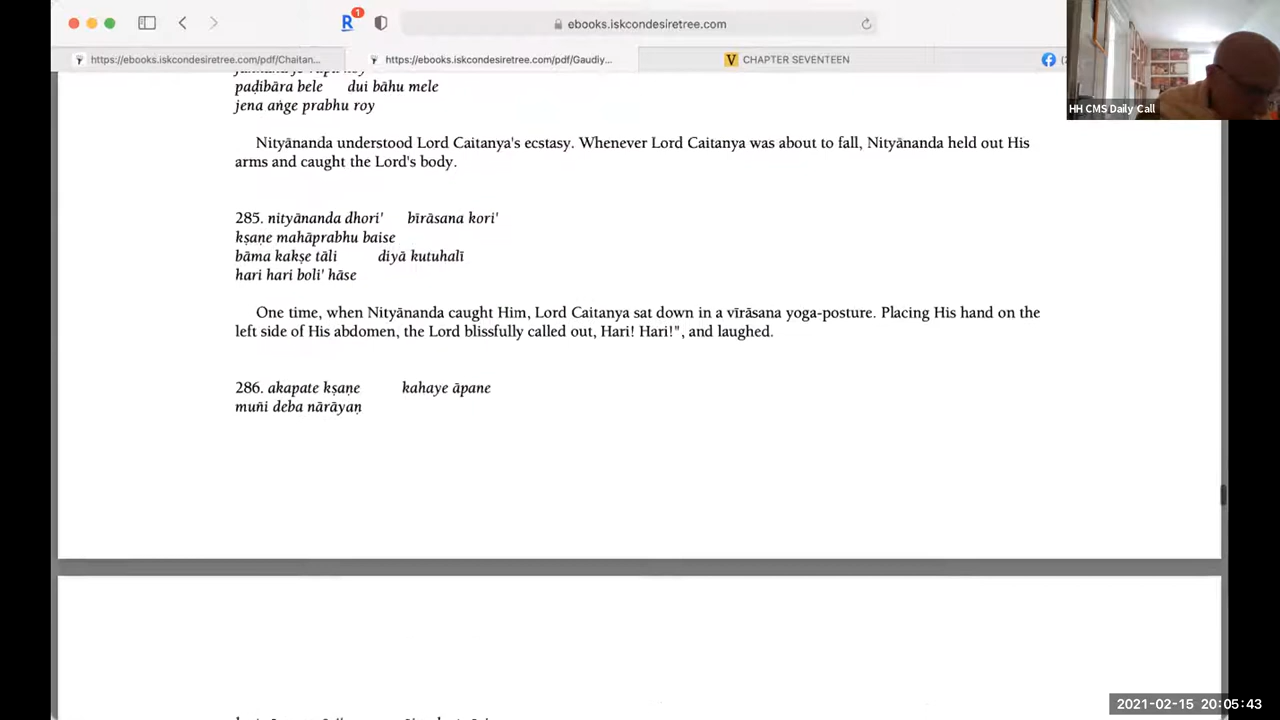 1
ebooks.iskcondesiretree.com
https://ebooks.iskcondesiretree.com/pdf/Chaitan...
https://ebooks.iskcondesiretree.com/pdf/Gaudiy...
CHAPTER SEVENTEEN
HH CMS Daily Call
paḍibāra bele dui bāhu mele
jena aṅge prabhu roy
Nityānanda understood Lord Caitanya's ecstasy. Whenever Lord Caitanya was about to fall, Nityānanda held out His
arms and caught the Lord's body.
285. nityānanda dhori' bīrāsana kori'
kṣaṇe mahāprabhu baise
bāma kakṣe tāli diyā kutuhalī
hari hari boli' hāse
One time, when Nityānanda caught Him, Lord Caitanya sat down in a vīrāsana yoga-posture. Placing His hand on the
left side of His abdomen, the Lord blissfully called out, Hari! Hari!", and laughed.
286. akapate kṣaṇe kahaye āpane
muñi deba nārāyaṇ
2021-02-15 20:05:43